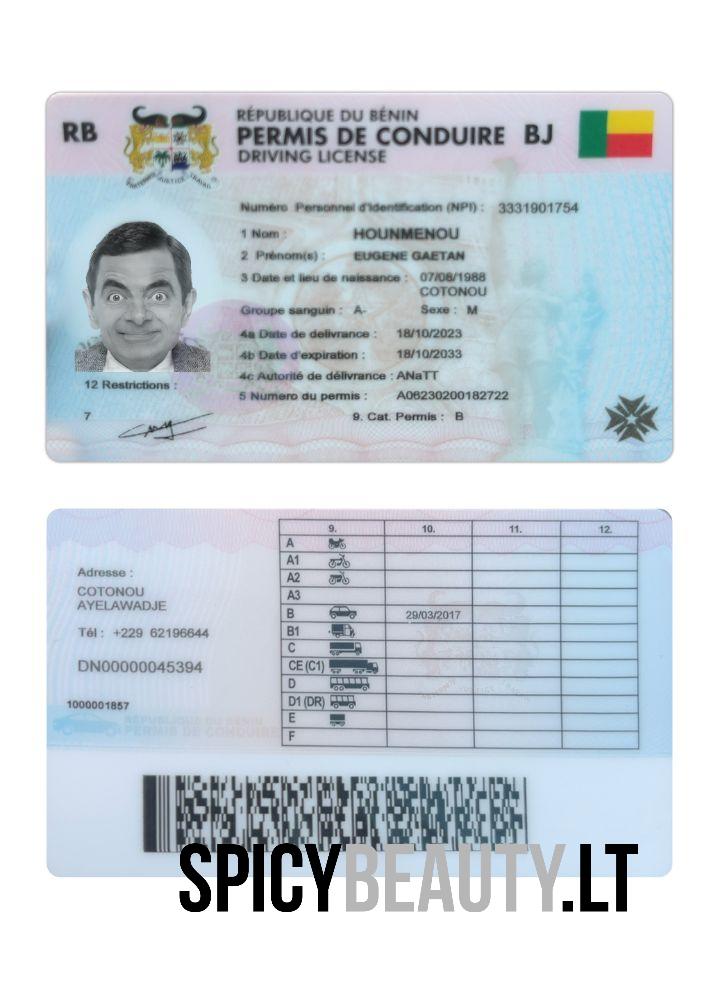 RB
RÉPUBLIQUE DU BÉNIN
PERMIS DE CONDUIRE BJ
DRIVING LICENSE
FRATERNITE JUSTICE TRAVAIL
Numéro Personnel d'Identification (NPI) : 3331901754
1 Nom : HOUNMENOU
2 Prénom(s) : EUGENE GAETAN
3 Date et lieu de naissance : 07/08/1988
COTONOU
Groupe sanguin : A- Sexe : M
4a Date de delivrance : 18/10/2023
4b Date d'expiration : 18/10/2033
4c Autorité de délivrance : ANaTT
5 Numero du permis : A06230200182722
9. Cat. Permis : B
12 Restrictions :
7
Adresse :
COTONOU
AYELAWADJE
Tél : +229 62196644
DN00000045394
1000001857
RÉPUBLIQUE DU BÉNIN
PERMIS DE CONDUIRE
9. 10. 11. 12.
A
A1
A2
A3
B 29/03/2017
B1
C
CE (C1)
D
D1 (DR)
E
F
SPICYBEAUTY.LT